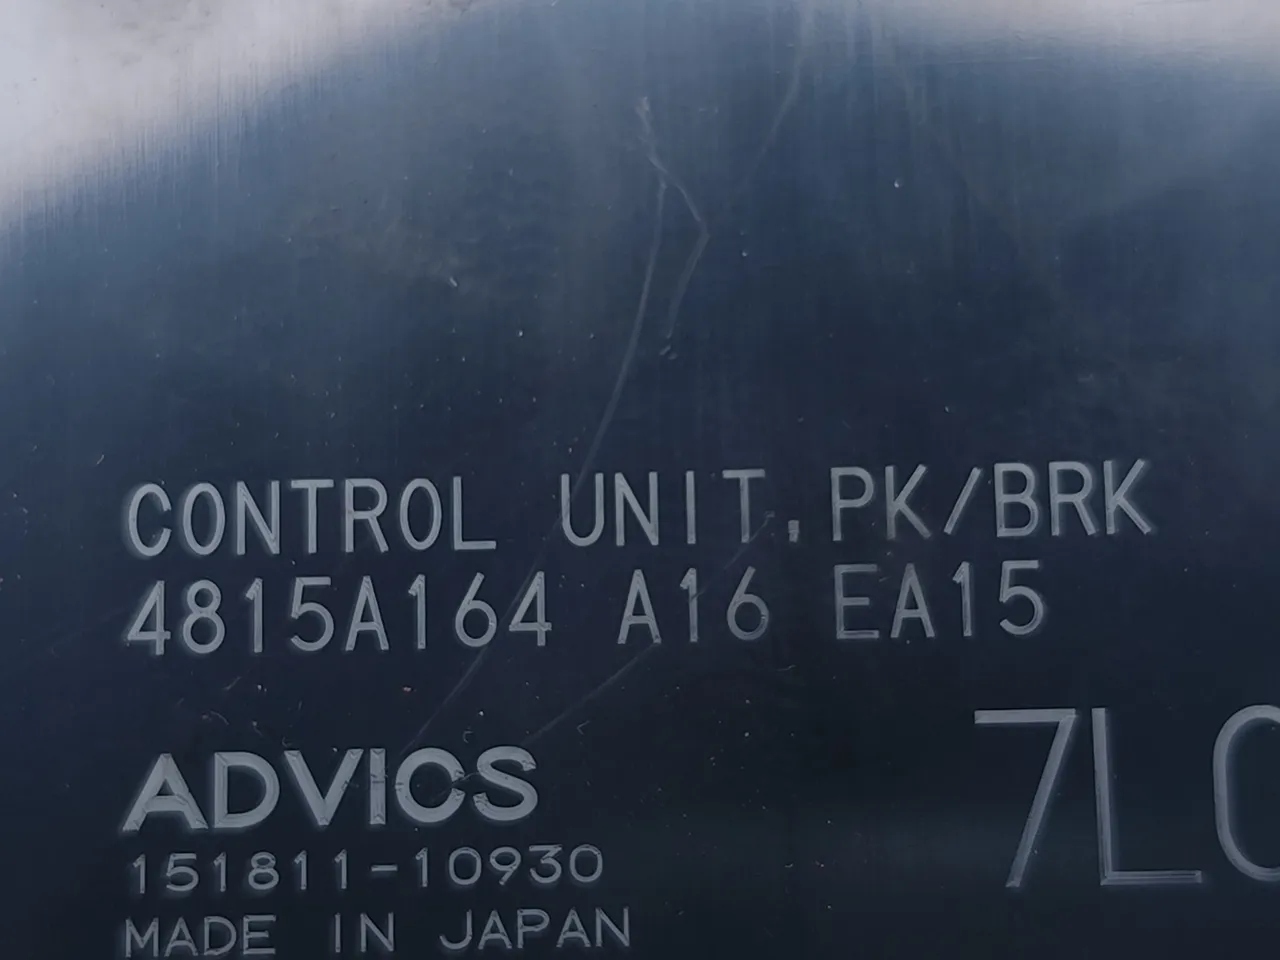 CONTROL UNIT,PK/BRK
4815A164 A16 EA15
ADVICS
151811-10930
MADE IN JAPAN